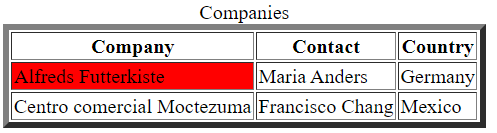 Companies
Company Contact Country
Alfreds Futterkiste Maria Anders Germany
Centro comercial Moctezuma Francisco Chang Mexico